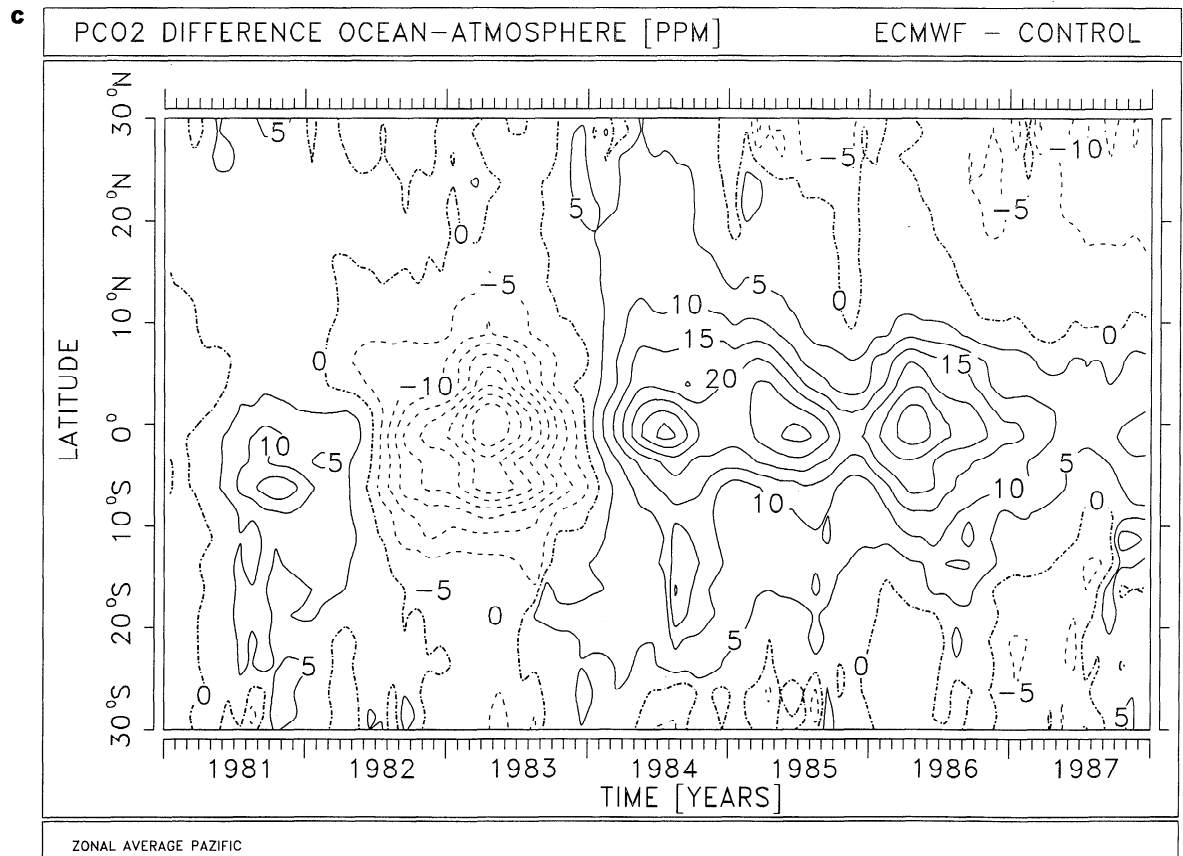 c
PCO2 DIFFERENCE OCEAN-ATMOSPHERE [PPM] ECMWF - CONTROL
30°N
20°N
10°N
0°
10°S
20°S
30°S
LATITUDE
5 -5 -10
5 -5
0
-5 5 0
10
0 15 0
-10 20 15
10
5 5
10 10 0
-5
0
5
5 0
0 -5
5
1981 1982 1983 1984 1985 1986 1987
TIME [YEARS]
ZONAL AVERAGE PAZIFIC